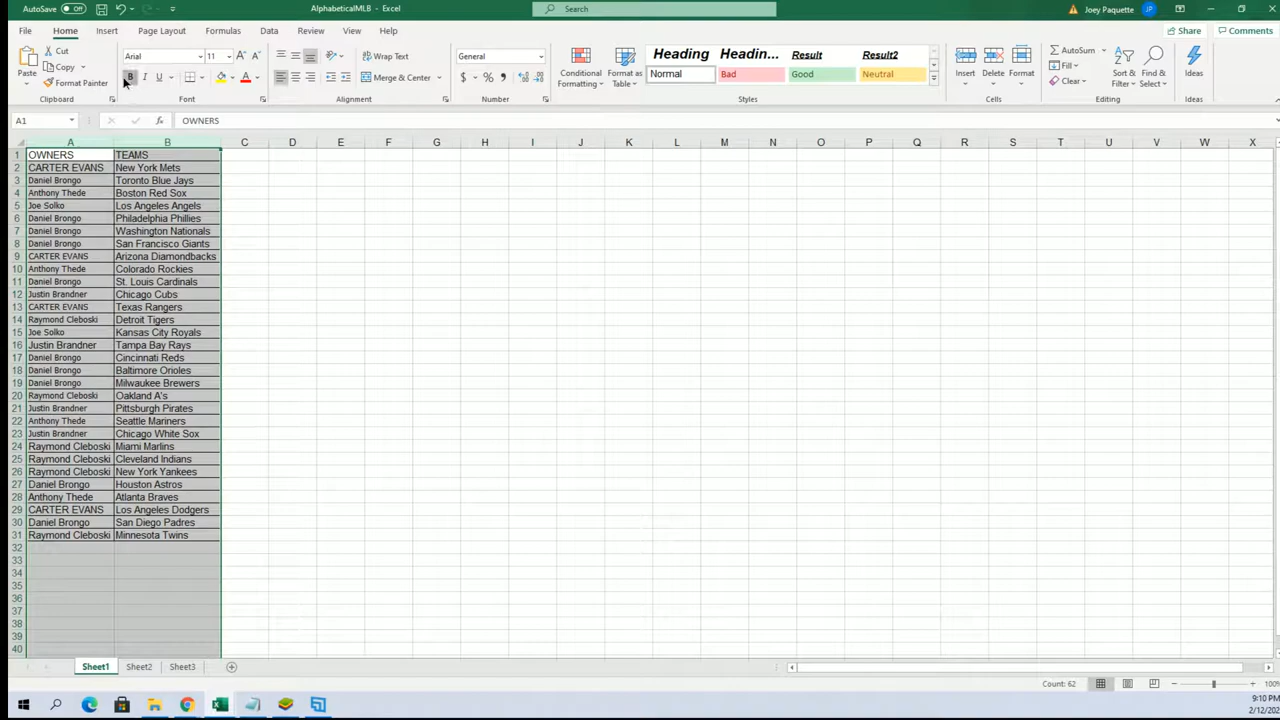 AutoSave Off AlphabeticalMLB - Excel Search Joey Paquette JP
File Home Insert Page Layout Formulas Data Review View Help Share Comments
Paste Cut Copy Format Painter Arial 11 Wrap Text Merge & Center General Conditional Formatting Format as Table Heading Headin... Result Result2 Normal Bad Good Neutral Insert Delete Format AutoSum Fill Clear Sort & Filter Find & Select Ideas
Clipboard Font Alignment Number Styles Cells Editing Ideas
A1 fx OWNERS
A B C D E F G H I J K L M N O P Q R S T U V W X
1 OWNERS TEAMS
2 CARTER EVANS New York Mets
3 Daniel Brongo Toronto Blue Jays
4 Anthony Thede Boston Red Sox
5 Joe Solko Los Angeles Angels
6 Daniel Brongo Philadelphia Phillies
7 Daniel Brongo Washington Nationals
8 Daniel Brongo San Francisco Giants
9 CARTER EVANS Arizona Diamondbacks
10 Anthony Thede Colorado Rockies
11 Daniel Brongo St. Louis Cardinals
12 Justin Brandner Chicago Cubs
13 CARTER EVANS Texas Rangers
14 Raymond Cleboski Detroit Tigers
15 Joe Solko Kansas City Royals
16 Justin Brandner Tampa Bay Rays
17 Daniel Brongo Cincinnati Reds
18 Daniel Brongo Baltimore Orioles
19 Daniel Brongo Milwaukee Brewers
20 Raymond Cleboski Oakland A's
21 Justin Brandner Pittsburgh Pirates
22 Anthony Thede Seattle Mariners
23 Justin Brandner Chicago White Sox
24 Raymond Cleboski Miami Marlins
25 Raymond Cleboski Cleveland Indians
26 Raymond Cleboski New York Yankees
27 Daniel Brongo Houston Astros
28 Anthony Thede Atlanta Braves
29 CARTER EVANS Los Angeles Dodgers
30 Daniel Brongo San Diego Padres
31 Raymond Cleboski Minnesota Twins
32
33
34
35
36
37
38
39
40
Sheet1 Sheet2 Sheet3
Count: 62 100%
9:10 PM
2/12/202